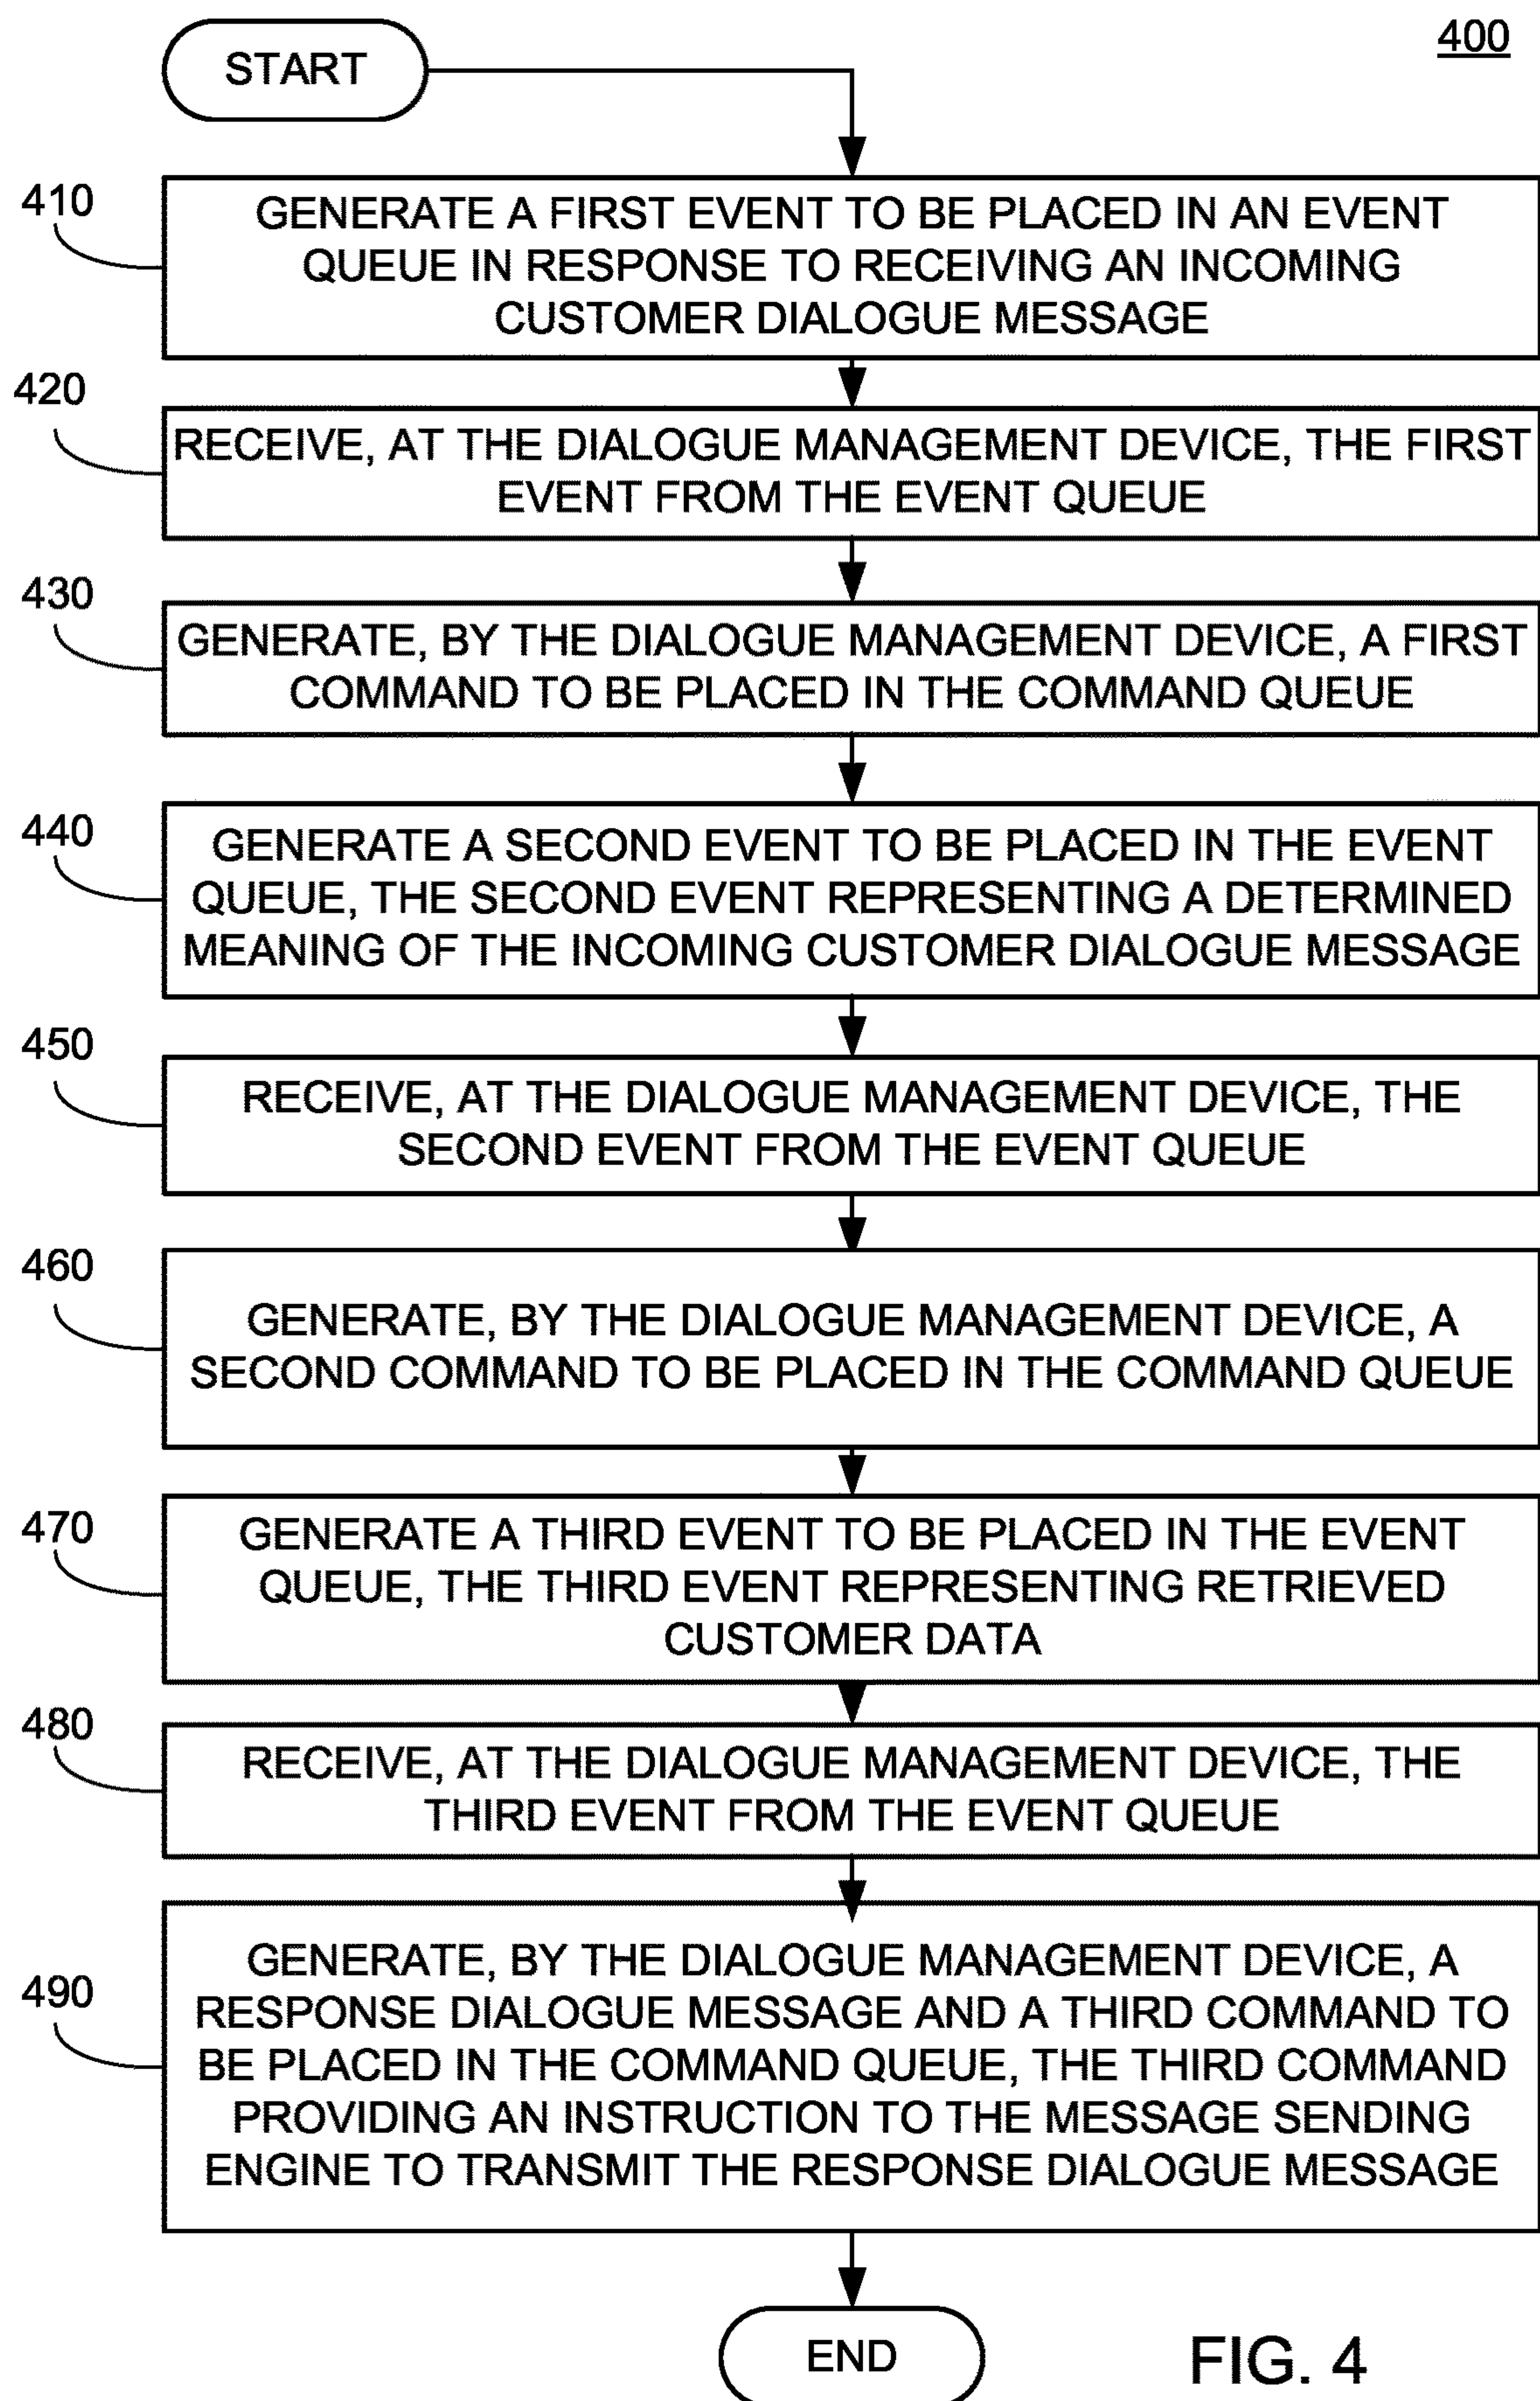 400
START
410
GENERATE A FIRST EVENT TO BE PLACED IN AN EVENT
QUEUE IN RESPONSE TO RECEIVING AN INCOMING
CUSTOMER DIALOGUE MESSAGE
420
RECEIVE, AT THE DIALOGUE MANAGEMENT DEVICE, THE FIRST
EVENT FROM THE EVENT QUEUE
430
GENERATE, BY THE DIALOGUE MANAGEMENT DEVICE, A FIRST
COMMAND TO BE PLACED IN THE COMMAND QUEUE
440
GENERATE A SECOND EVENT TO BE PLACED IN THE EVENT
QUEUE, THE SECOND EVENT REPRESENTING A DETERMINED
MEANING OF THE INCOMING CUSTOMER DIALOGUE MESSAGE
450
RECEIVE, AT THE DIALOGUE MANAGEMENT DEVICE, THE
SECOND EVENT FROM THE EVENT QUEUE
460
GENERATE, BY THE DIALOGUE MANAGEMENT DEVICE, A
SECOND COMMAND TO BE PLACED IN THE COMMAND QUEUE
470
GENERATE A THIRD EVENT TO BE PLACED IN THE EVENT
QUEUE, THE THIRD EVENT REPRESENTING RETRIEVED
CUSTOMER DATA
480
RECEIVE, AT THE DIALOGUE MANAGEMENT DEVICE, THE
THIRD EVENT FROM THE EVENT QUEUE
490
GENERATE, BY THE DIALOGUE MANAGEMENT DEVICE, A
RESPONSE DIALOGUE MESSAGE AND A THIRD COMMAND TO
BE PLACED IN THE COMMAND QUEUE, THE THIRD COMMAND
PROVIDING AN INSTRUCTION TO THE MESSAGE SENDING
ENGINE TO TRANSMIT THE RESPONSE DIALOGUE MESSAGE
END
FIG. 4